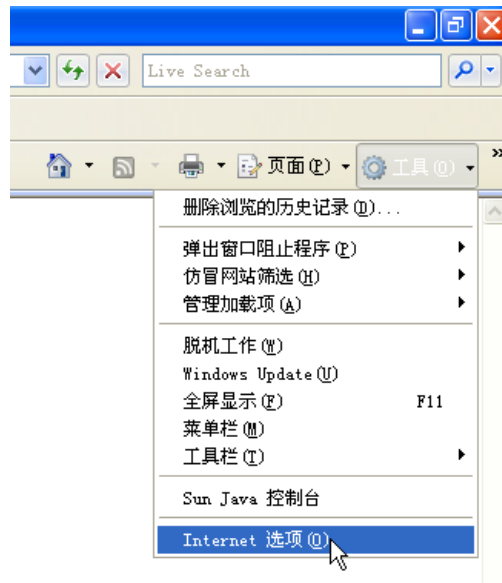 Live Search
页面(P) 工具(O) »
删除浏览的历史记录(D)...
弹出窗口阻止程序(P)
仿冒网站筛选(H)
管理加载项(A)
脱机工作(W)
Windows Update(U)
全屏显示(F) F11
菜单栏(M)
工具栏(T)
Sun Java 控制台
Internet 选项(O)